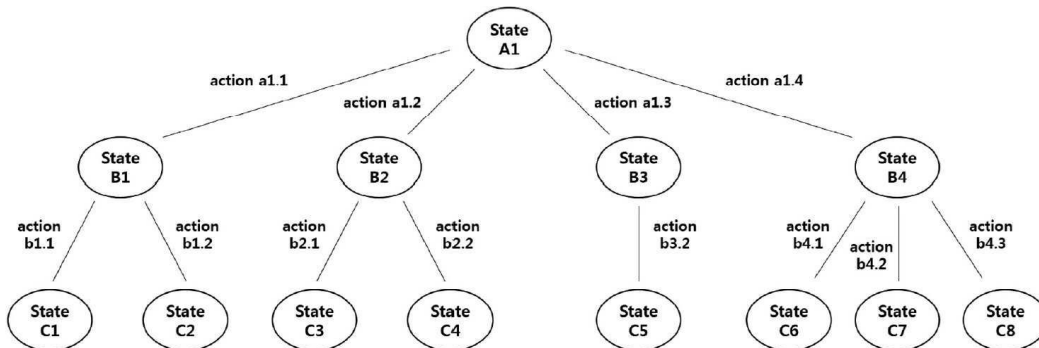 State
A1
action a1.1
action a1.2
action a1.3
action a1.4
State
B1
State
B2
State
B3
State
B4
action
b1.1
action
b1.2
action
b2.1
action
b2.2
action
b3.2
action
b4.1
action
b4.2
action
b4.3
State
C1
State
C2
State
C3
State
C4
State
C5
State
C6
State
C7
State
C8